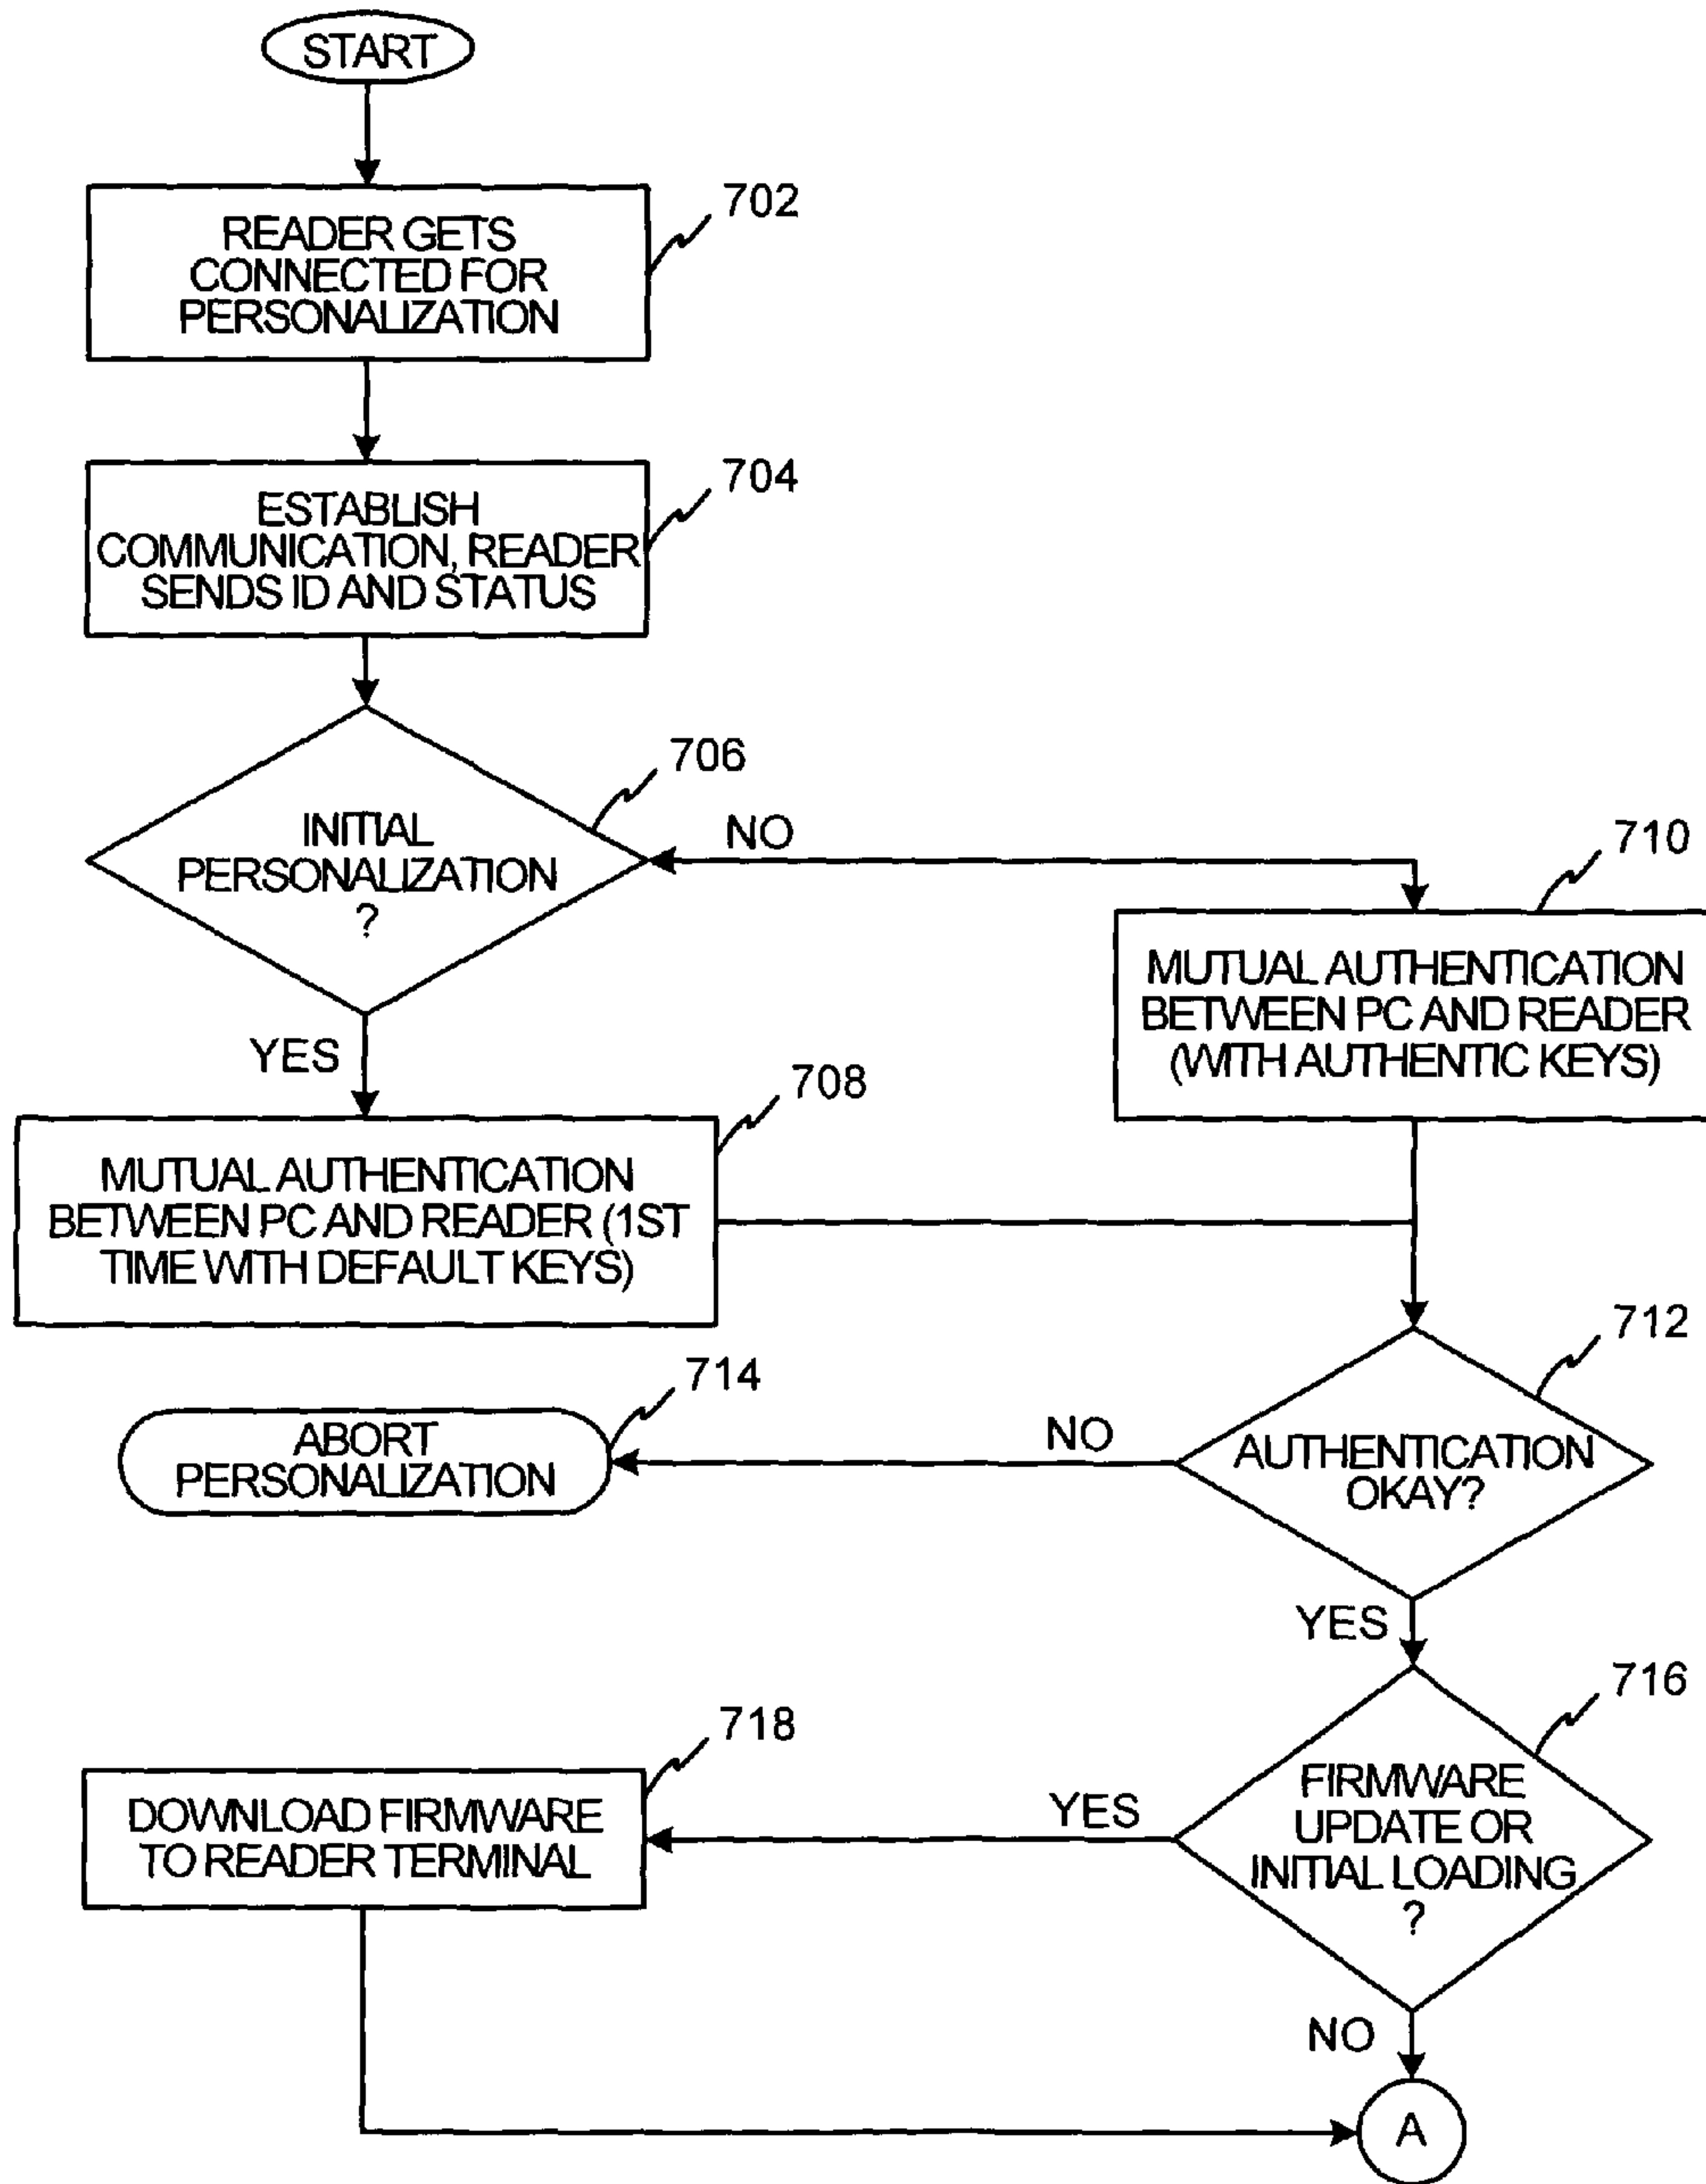 START
702
READER GETS
CONNECTED FOR
PERSONALIZATION
704
ESTABLISH
COMMUNICATION, READER
SENDS ID AND STATUS
706
INITIAL
PERSONALIZATION
?
NO
710
MUTUAL AUTHENTICATION
BETWEEN PC AND READER
(WITH AUTHENTIC KEYS)
YES
708
MUTUAL AUTHENTICATION
BETWEEN PC AND READER (1ST
TIME WITH DEFAULT KEYS)
712
AUTHENTICATION
OKAY?
NO
714
ABORT
PERSONALIZATION
YES
716
FIRMWARE
UPDATE OR
INITIAL LOADING
?
YES
718
DOWNLOAD FIRMWARE
TO READER TERMINAL
NO
A